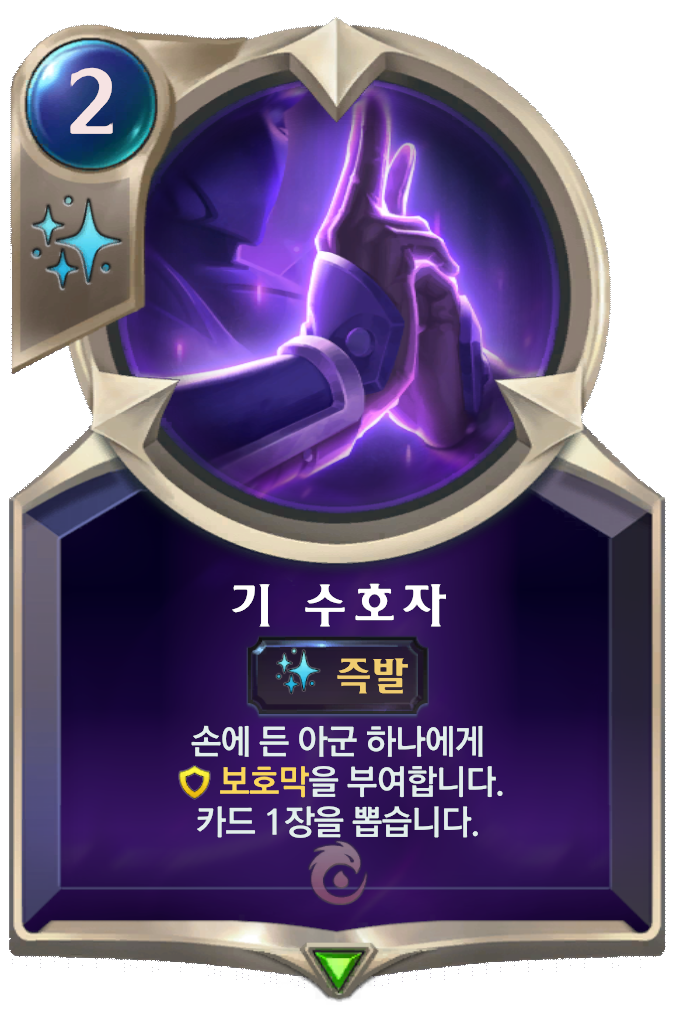 2
기 수호자
즉발
손에 든 아군 하나에게
보호막을 부여합니다.
카드 1장을 뽑습니다.